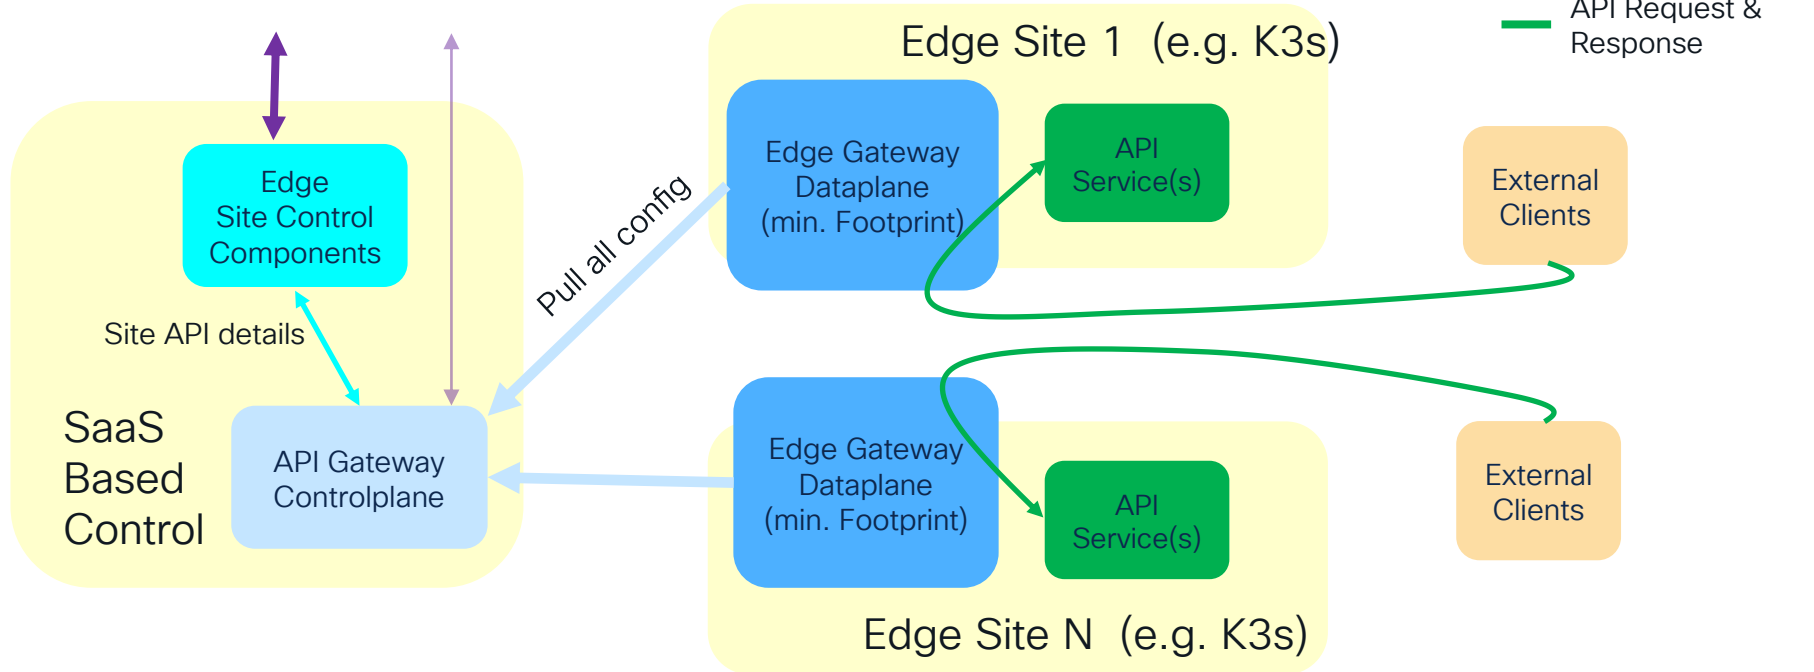 API Request &
Response
Edge Site 1 (e.g. K3s)
Edge Gateway
Dataplane
(min. Footprint)
API
Service(s)
External
Clients
Edge
Site Control
Components
Pull all config
Site API details
SaaS
Based
Control
API Gateway
Controlplane
Edge Gateway
Dataplane
(min. Footprint)
API
Service(s)
External
Clients
Edge Site N (e.g. K3s)